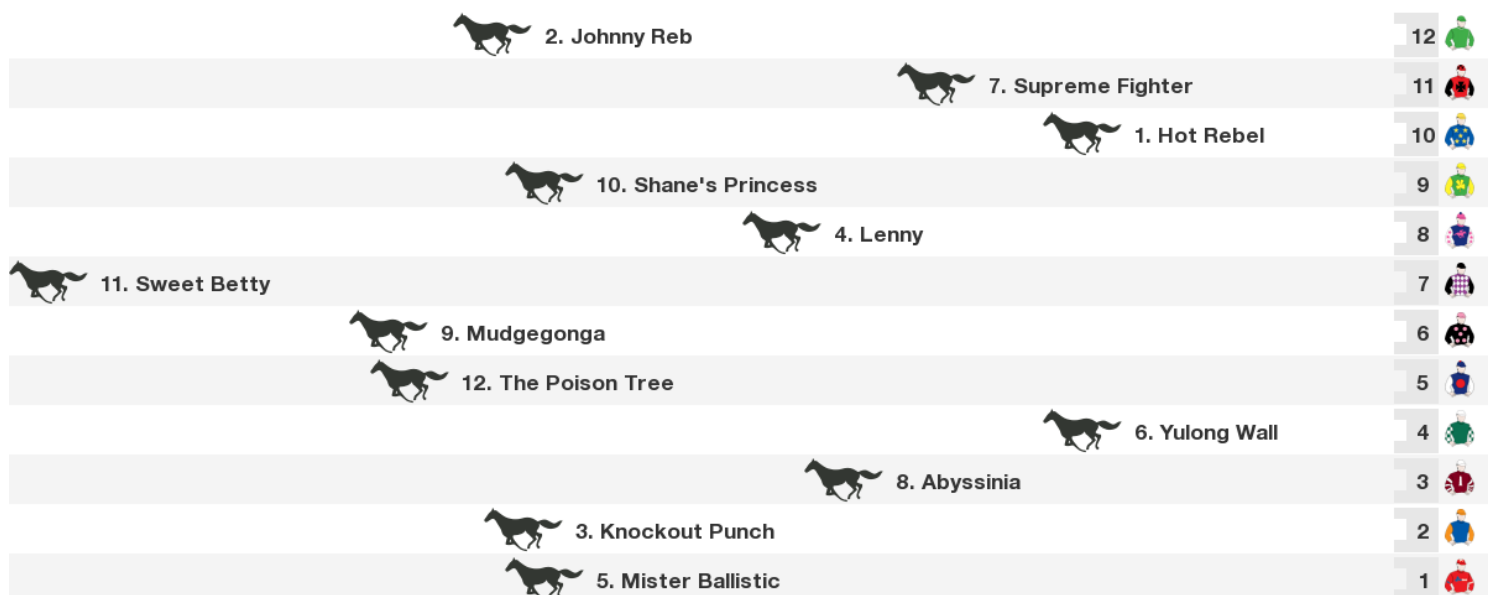 2. Johnny Reb 12
7. Supreme Fighter 11
1. Hot Rebel 10
10. Shane's Princess 9
4. Lenny 8
11. Sweet Betty 7
9. Mudgegonga 6
12. The Poison Tree 5
6. Yulong Wall 4
8. Abyssinia 3
3. Knockout Punch 2
5. Mister Ballistic 1